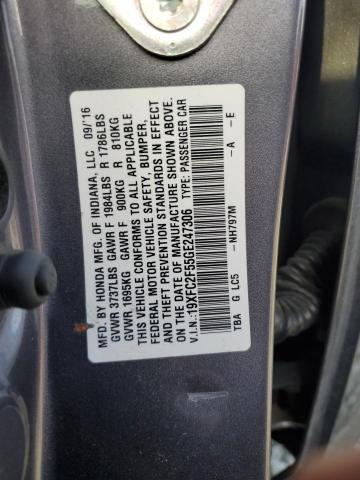 MFD. BY HONDA MFG. OF INDIANA, LLC 09/'16
GVWR 3737LBS GAWR F 1984LBS R 1786LBS
GVWR 1695KG GAWR F 900KG R 810KG
THIS VEHICLE CONFORMS TO ALL APPLICABLE
FEDERAL MOTOR VEHICLE SAFETY, BUMPER,
AND THEFT PREVENTION STANDARDS IN EFFECT
ON THE DATE OF MANUFACTURE SHOWN ABOVE.
V.I.N.: 19XFC2F55GE247306 TYPE: PASSENGER CAR
TBA G LC5 -NH797M -A -E